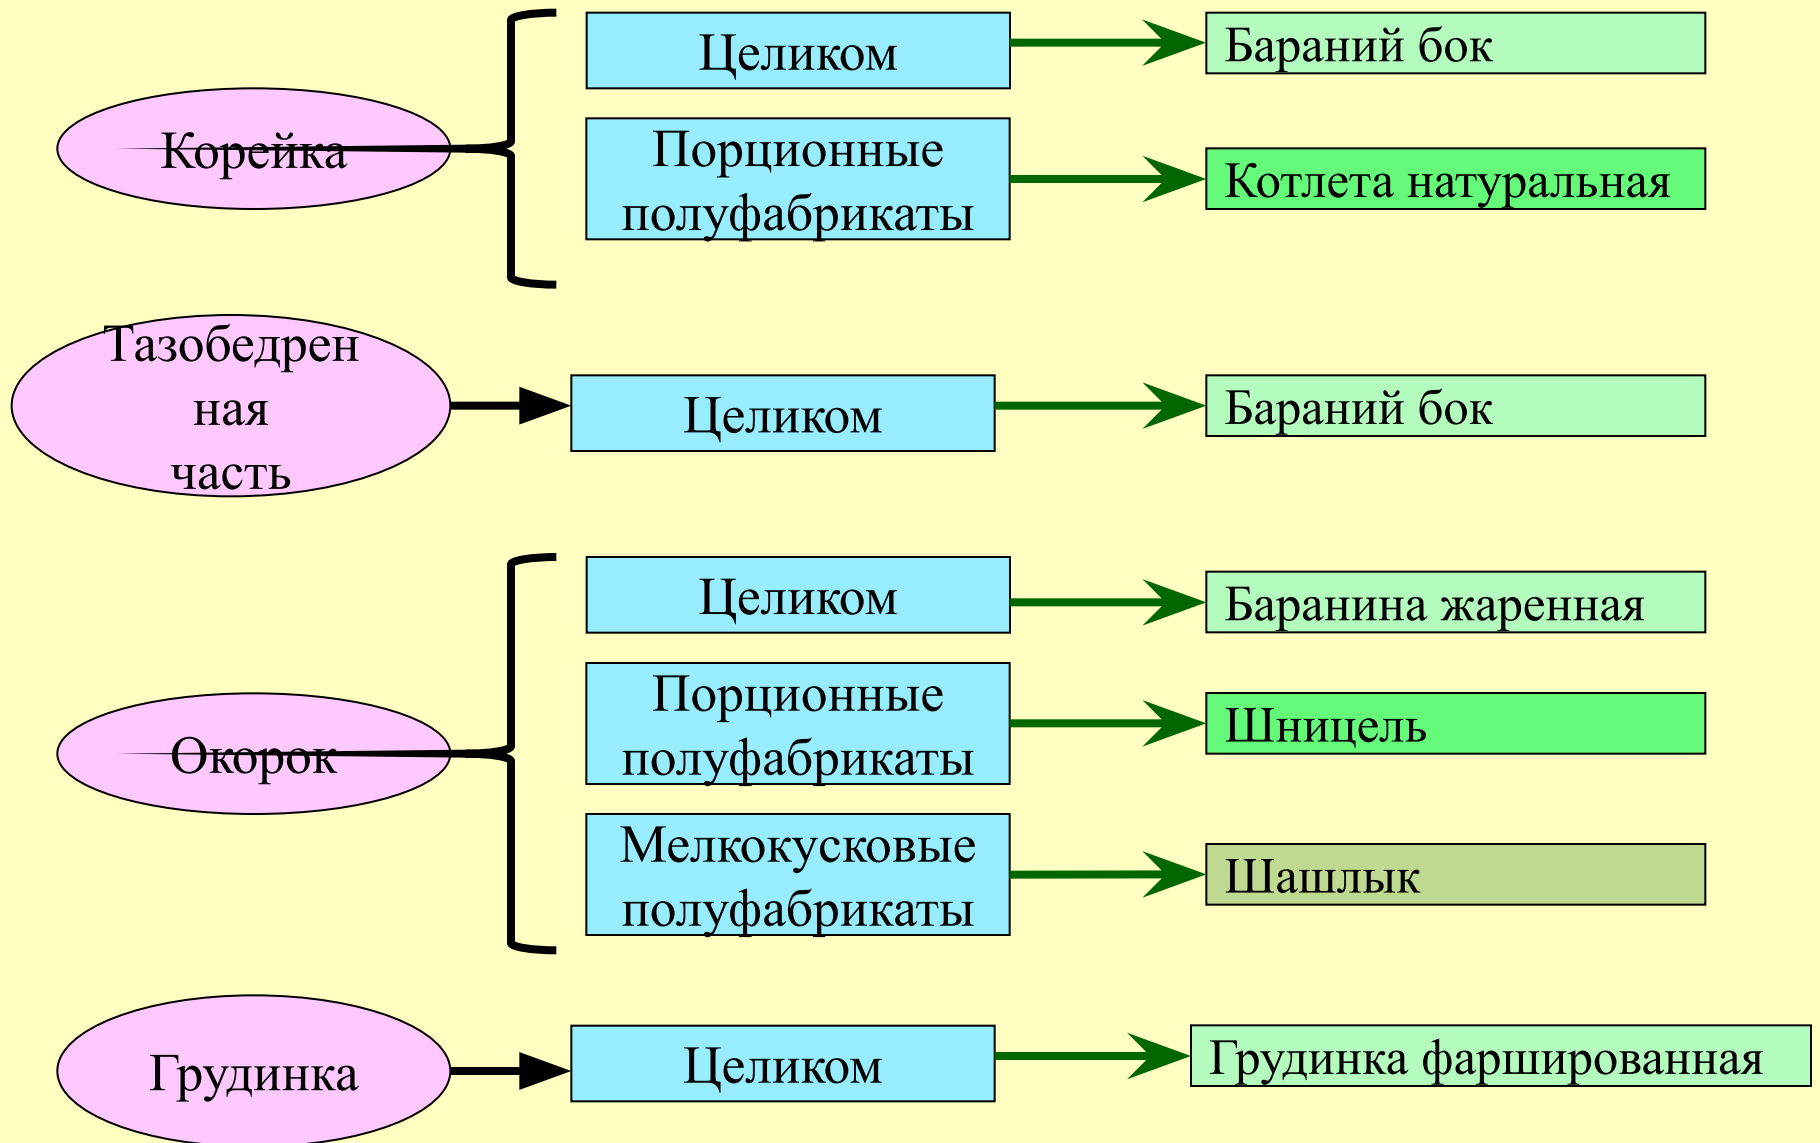 Корейка
Целиком
Бараний бок
Порционные
полуфабрикаты
Котлета натуральная
Тазобедрен
ная
часть
Целиком
Бараний бок
Окорок
Целиком
Баранина жаренная
Порционные
полуфабрикаты
Шницель
Мелкокусковые
полуфабрикаты
Шашлык
Грудинка
Целиком
Грудинка фаршированная